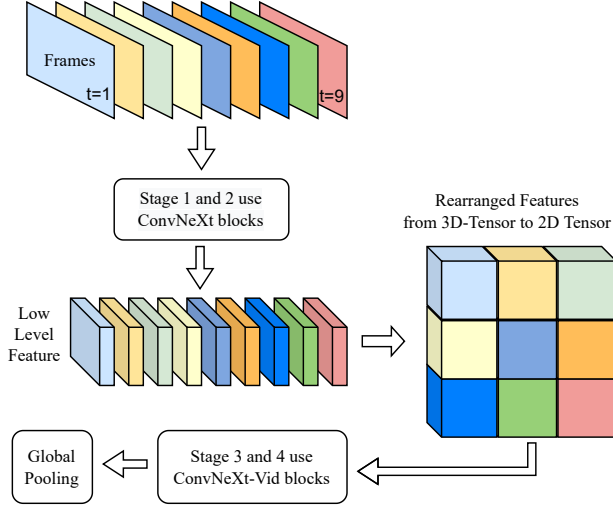 Frames
t=1
t=9
Stage 1 and 2 use
ConvNeXt blocks
Rearranged Features
from 3D-Tensor to 2D Tensor
Low
Level
Feature
Global
Pooling
Stage 3 and 4 use
ConvNeXt-Vid blocks